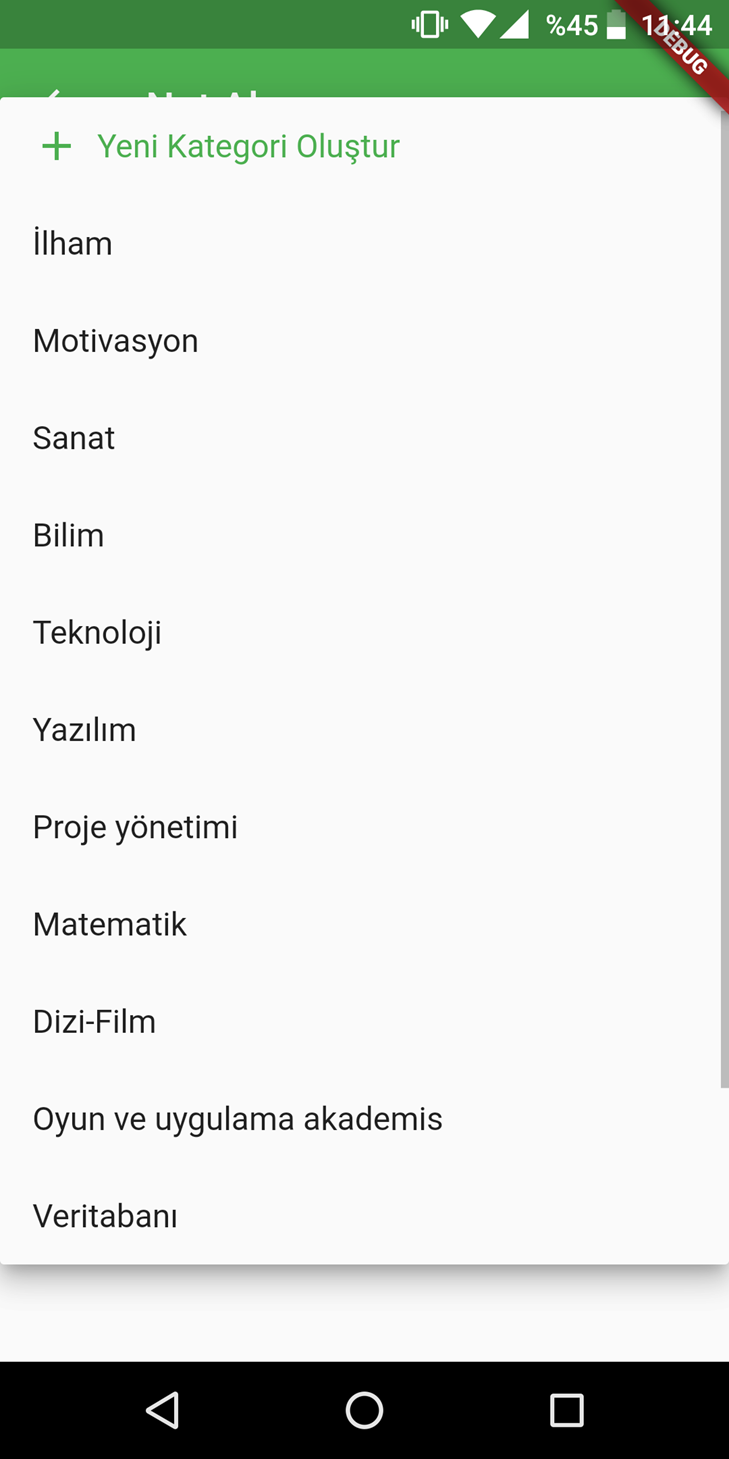 %45 11:44
DEBUG
Yeni Kategori Oluştur
İlham
Motivasyon
Sanat
Bilim
Teknoloji
Yazılım
Proje yönetimi
Matematik
Dizi-Film
Oyun ve uygulama akademis
Veritabanı